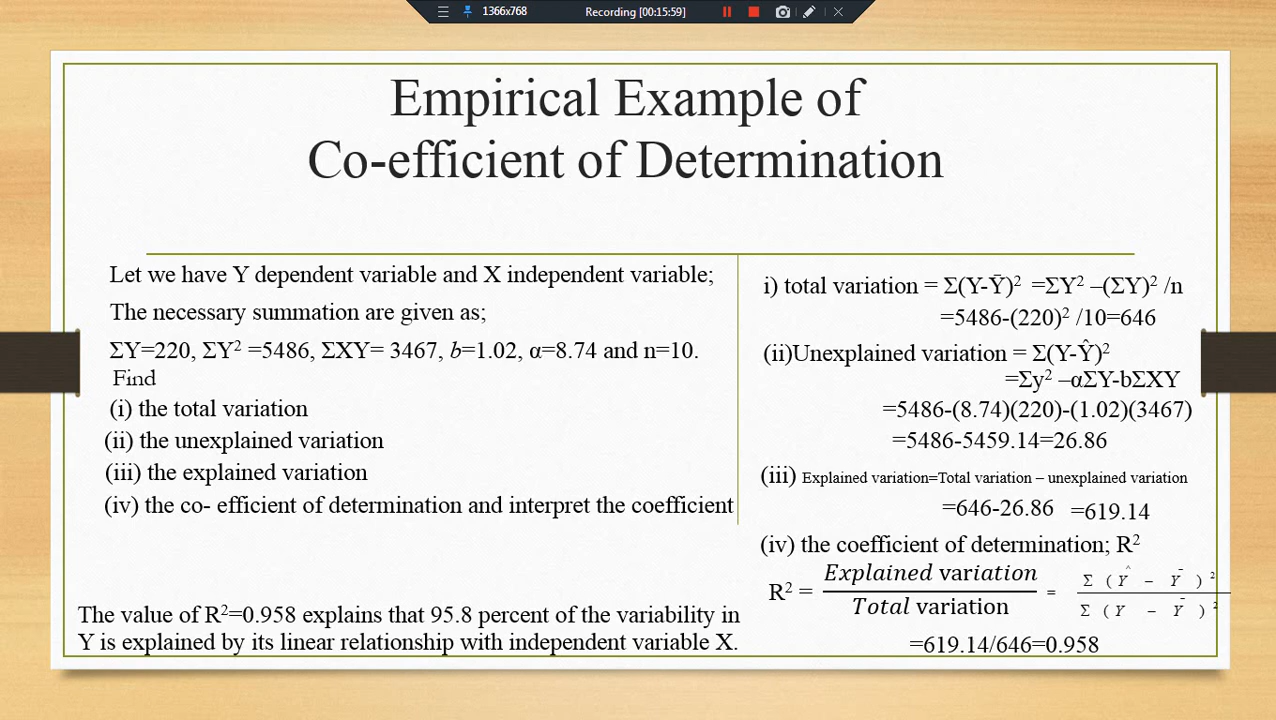 1366x768
Recording [00:15:59]
Empirical Example of
Co-efficient of Determination
Let we have Y dependent variable and X independent variable;
The necessary summation are given as;
ΣY=220, ΣY² =5486, ΣXY= 3467, b=1.02, α=8.74 and n=10.
Find
(i) the total variation
(ii) the unexplained variation
(iii) the explained variation
(iv) the co- efficient of determination and interpret the coefficient
The value of R²=0.958 explains that 95.8 percent of the variability in
Y is explained by its linear relationship with independent variable X.
i) total variation = Σ(Y-Ȳ)² =ΣY² –(ΣY)² /n
=5486-(220)² /10=646
(ii)Unexplained variation = Σ(Y-Ŷ)²
=Σy² –αΣY-bΣXY
=5486-(8.74)(220)-(1.02)(3467)
=5486-5459.14=26.86
(iii) Explained variation=Total variation – unexplained variation
=646-26.86 =619.14
(iv) the coefficient of determination; R²
R² = Explained variation / Total variation = Σ (Ŷ – Ȳ)² / Σ (Y – Ȳ)²
=619.14/646=0.958